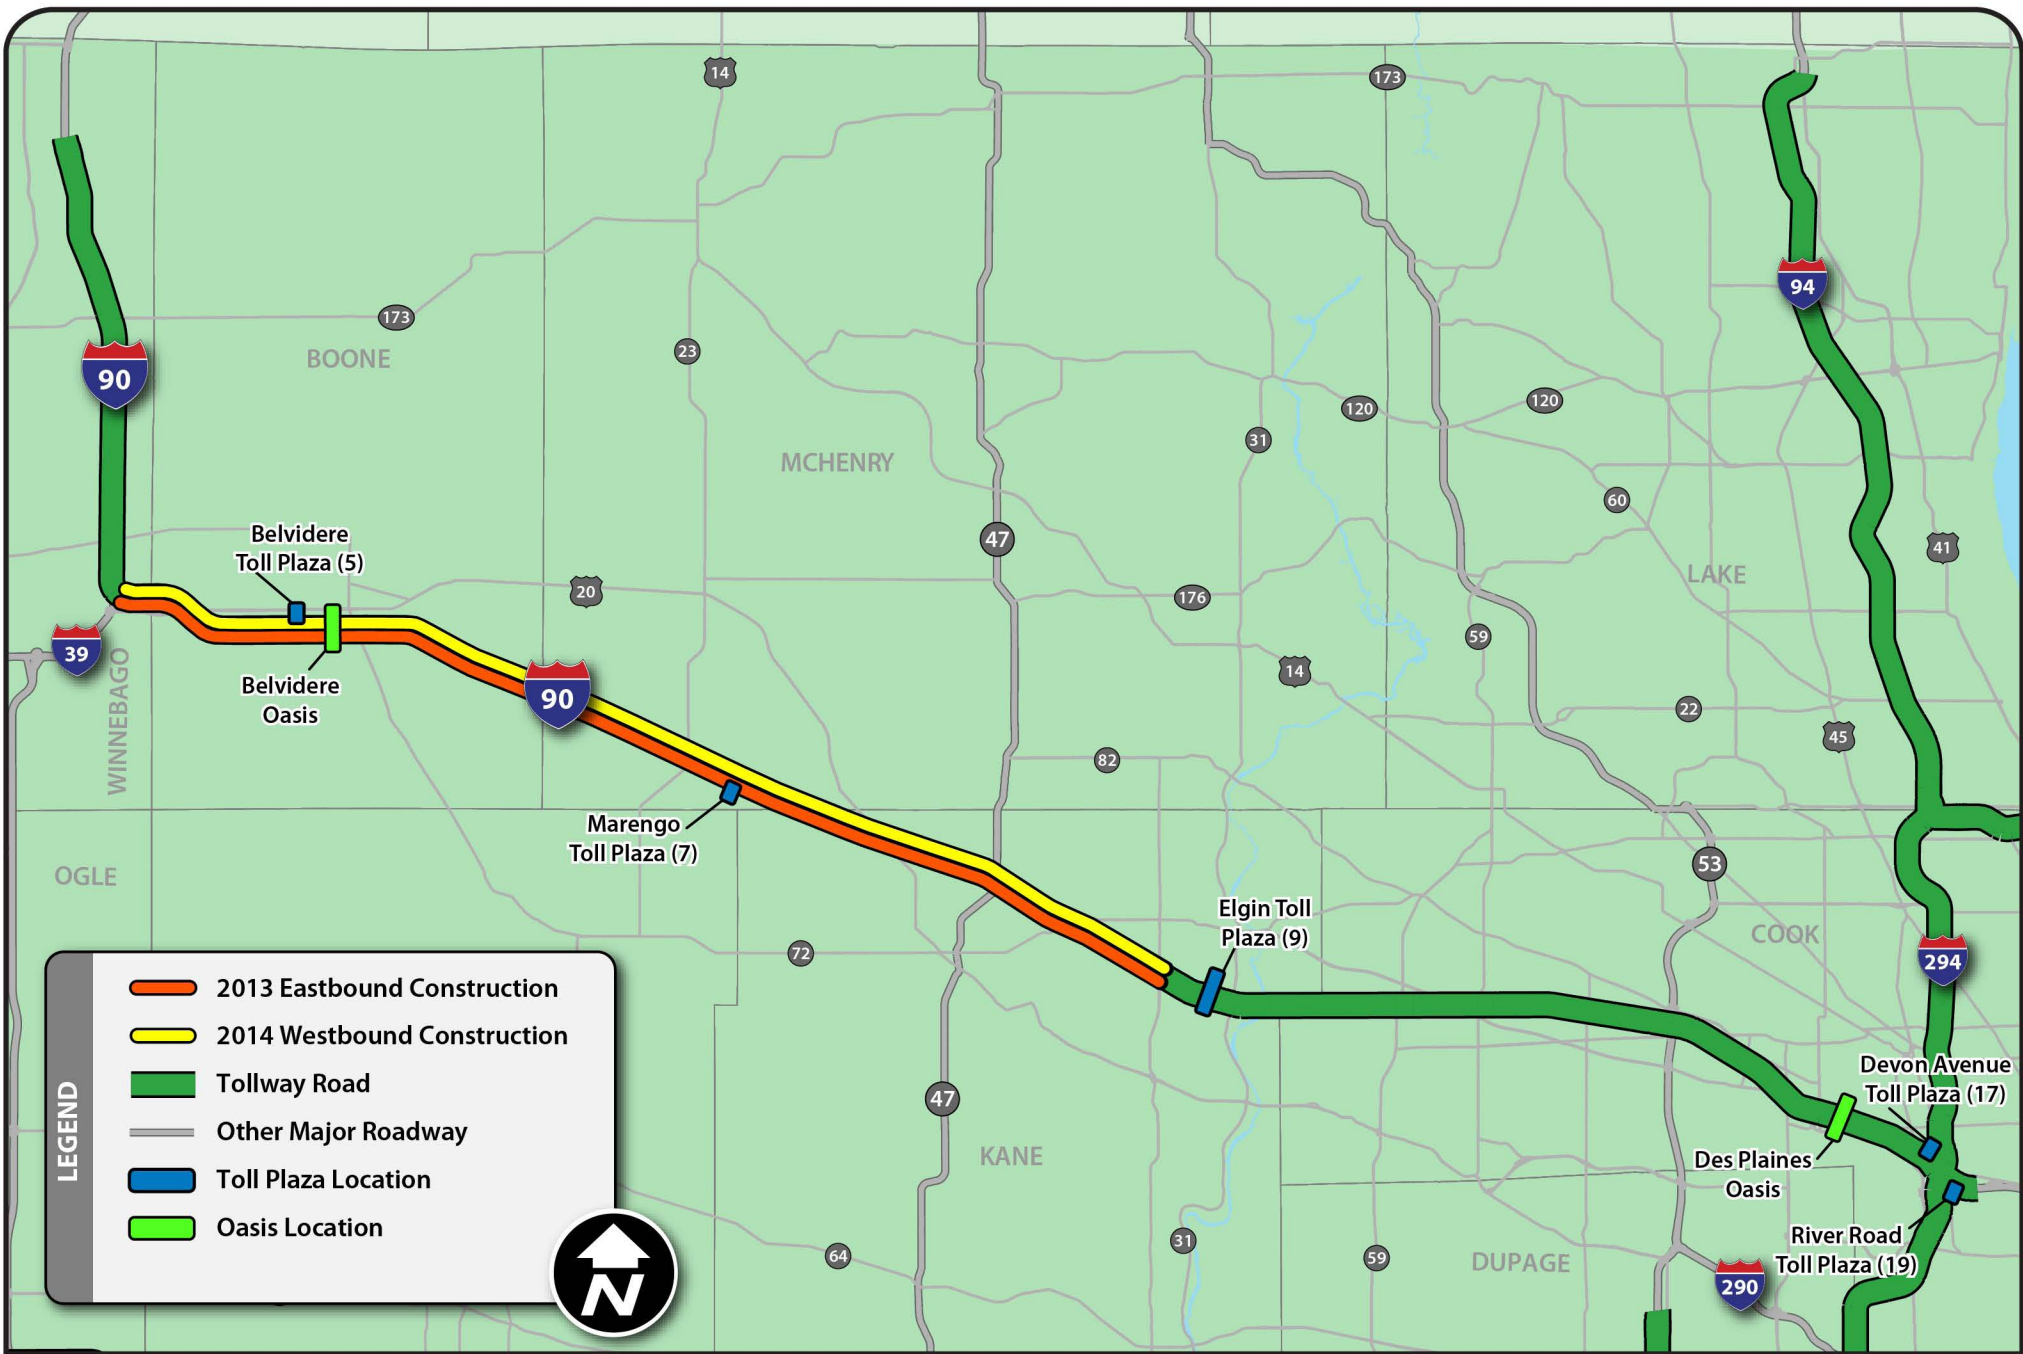 14
173
94
173
90
BOONE
23
120
120
31
MCHENRY
60
47
41
Belvidere
Toll Plaza (5)
LAKE
20
176
39
59
14
90
Belvidere
Oasis
22
45
WINNEBAGO
82
Marengo
Toll Plaza (7)
53
OGLE
Elgin Toll
Plaza (9)
COOK
72
294
LEGEND
2013 Eastbound Construction
2014 Westbound Construction
Tollway Road
Other Major Roadway
Toll Plaza Location
Oasis Location
N
47
Devon Avenue
Toll Plaza (17)
KANE
Des Plaines
Oasis
31
64
59
DUPAGE
River Road
Toll Plaza (19)
290